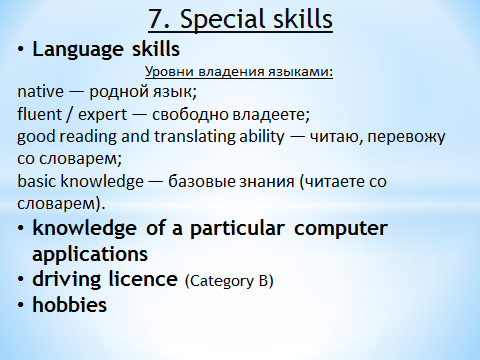 7. Special skills
• Language skills
Уровни владения языками:
native — родной язык;
fluent / expert — свободно владеете;
good reading and translating ability — читаю, перевожу
со словарем;
basic knowledge — базовые знания (читаете со
словарем).
• knowledge of a particular computer
applications
• driving licence (Category B)
• hobbies